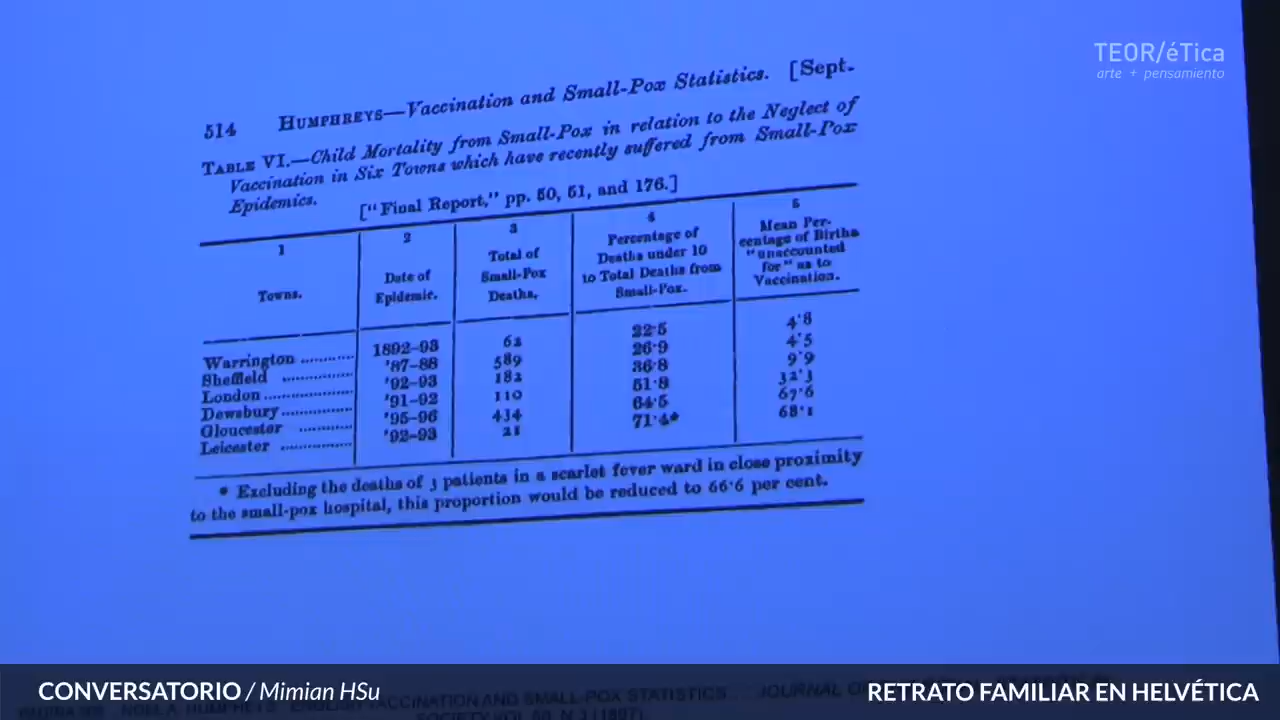 TEOR/éTica
arte + pensamiento
514 HUMPHREYS—Vaccination and Small-Pox Statistics. [Sept.
TABLE VI.—Child Mortality from Small-Pox in relation to the Neglect of
Vaccination in Six Towns which have recently suffered from Small-Pox
Epidemics.
["Final Report," pp. 50, 51, and 176.]
1 2 3 4 5
Towns. Date of Epidemic. Total of Small-Pox Deaths. Percentage of Deaths under 10 to Total Deaths from Small-Pox. Mean Percentage of Births "unaccounted for" as to Vaccination.
Warrington ........... 1892–93 62 22·5 4·8
Sheffield ............ '87–88 589 26·9 4·5
London ............... '92–93 182 36·8 9·9
Dewsbury ............. '91–92 110 51·8 32·3
Gloucester ........... '95–96 434 64·5 67·6
Leicester ............ '92–93 21 71·4* 68·1
* Excluding the deaths of 3 patients in a scarlet fever ward in close proximity
to the small-pox hospital, this proportion would be reduced to 66·6 per cent.
CONVERSATORIO / Mimian HSu
RETRATO FAMILIAR EN HELVÉTICA
VACCINATION AND SMALL-POX STATISTICS